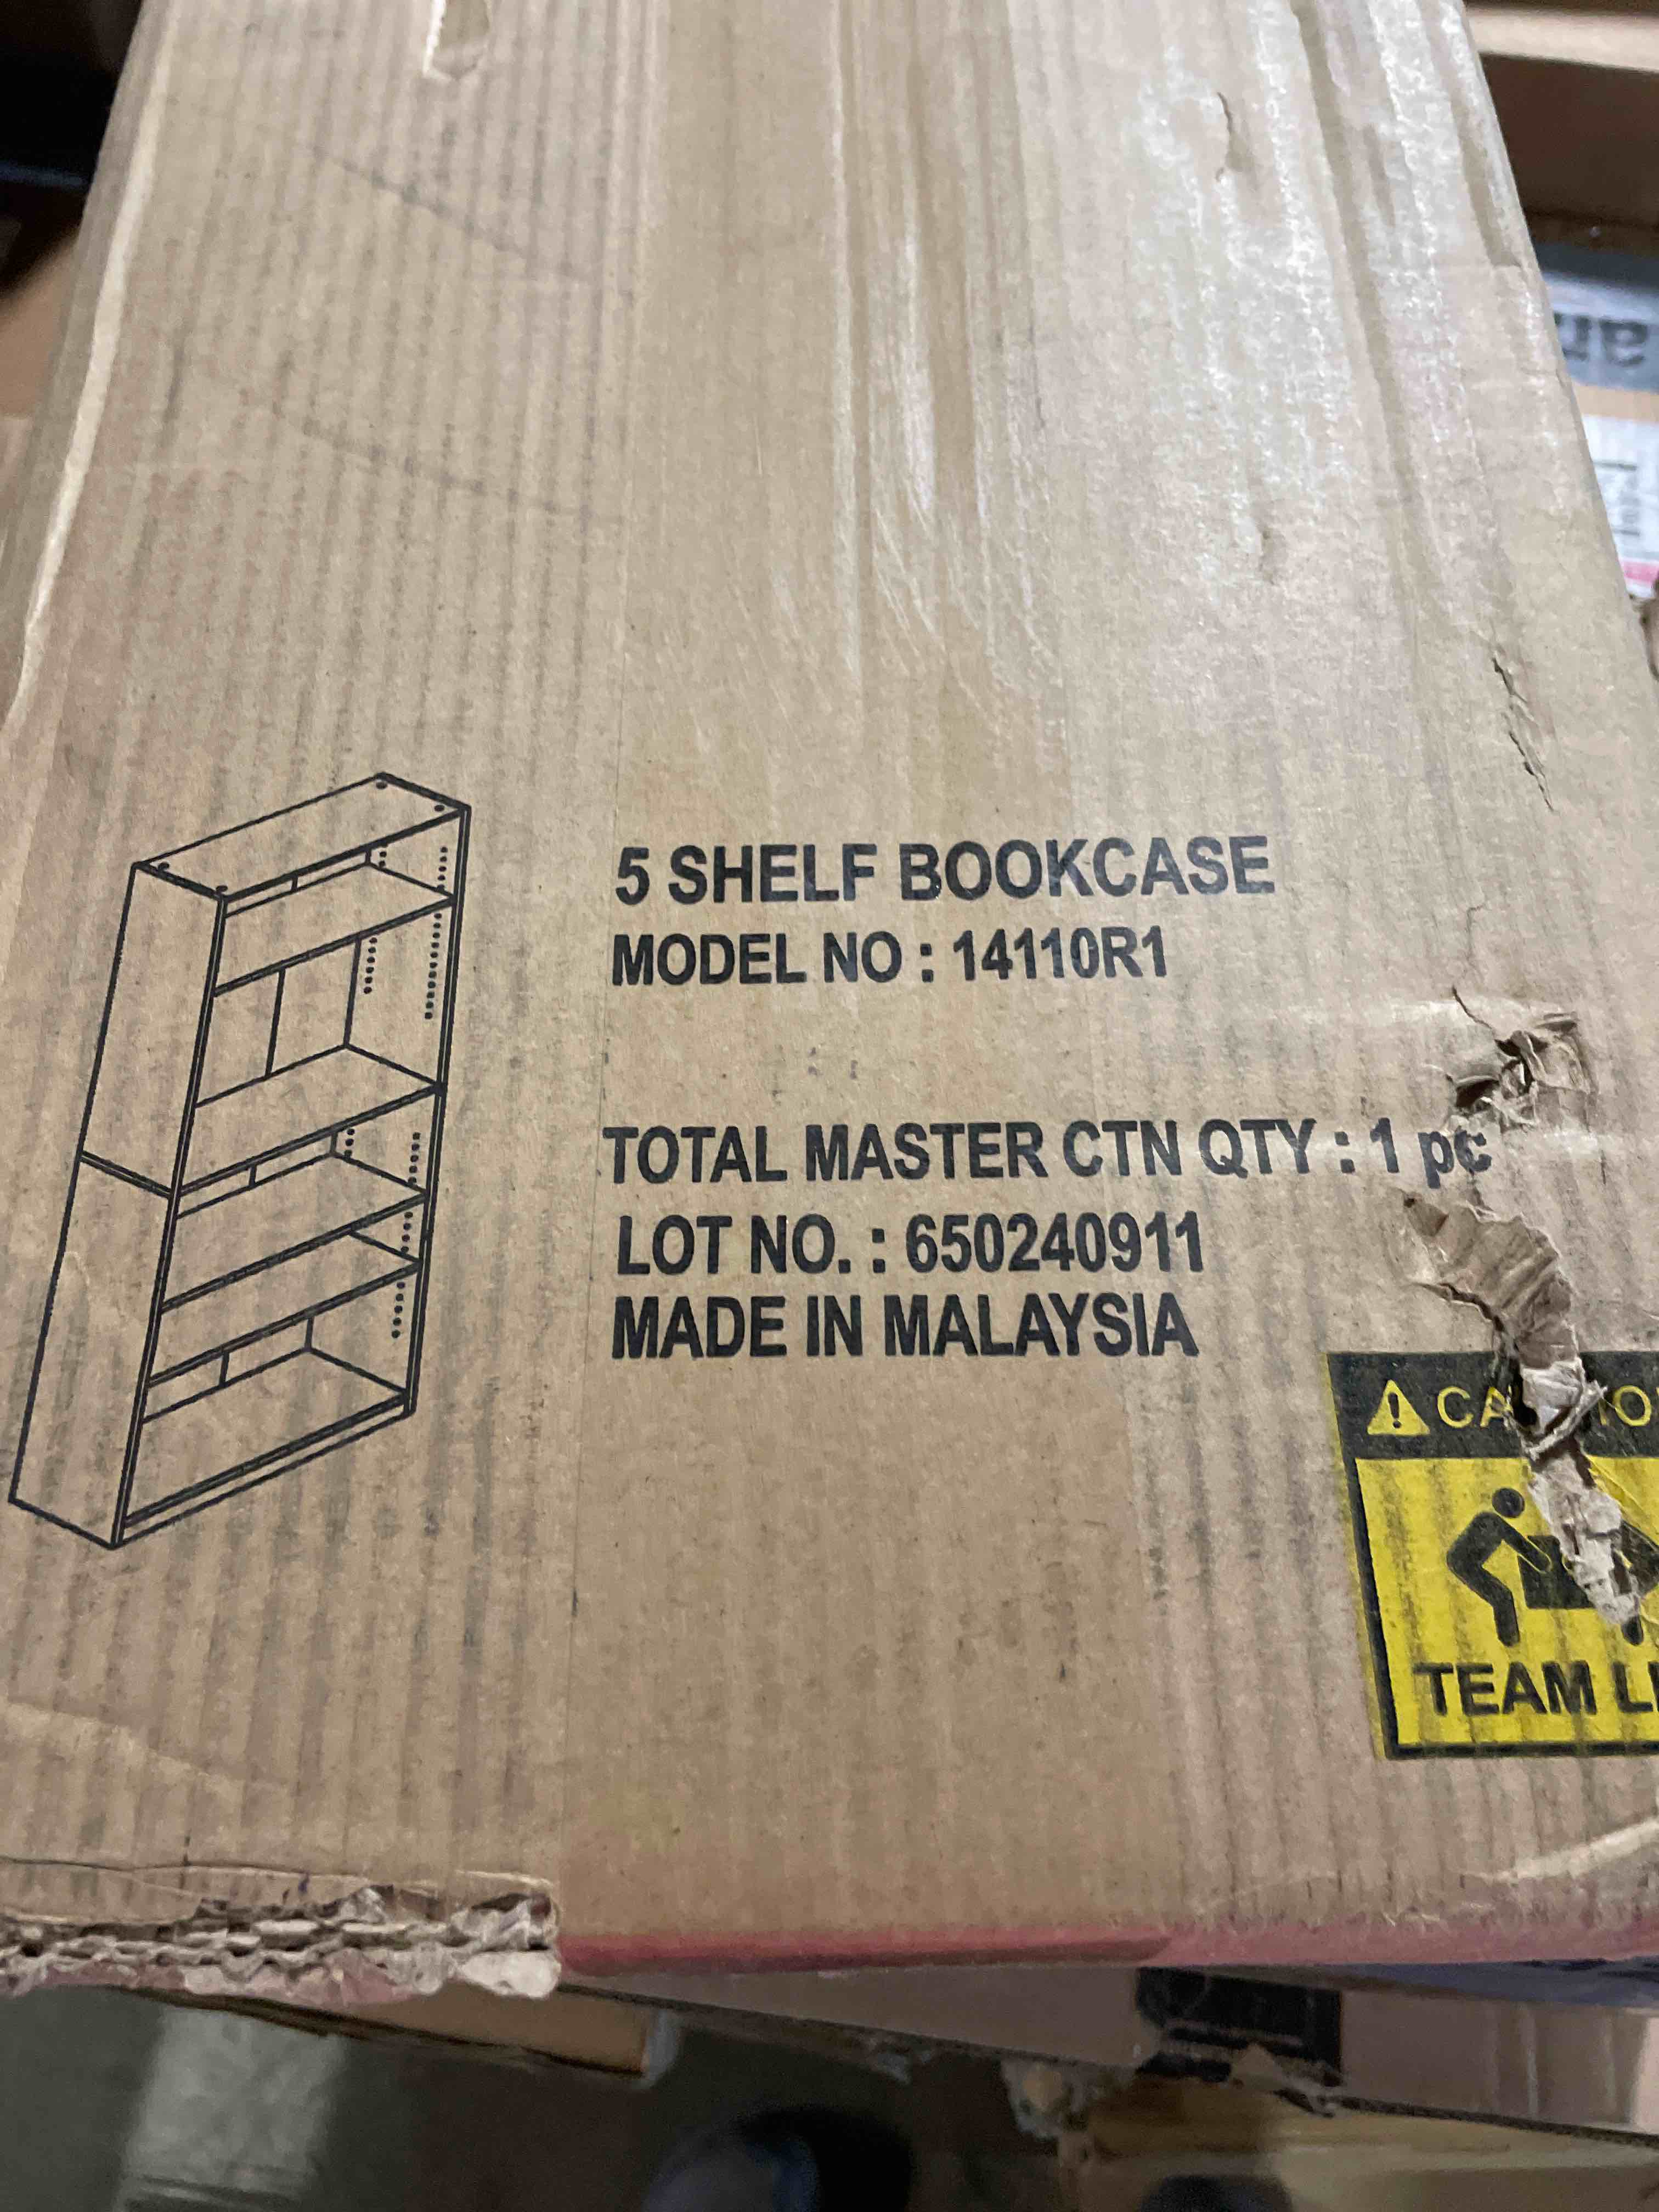 5 SHELF BOOKCASE
MODEL NO : 14110R1
TOTAL MASTER CTN QTY : 1 pc
LOT NO. : 650240911
MADE IN MALAYSIA
TEAM